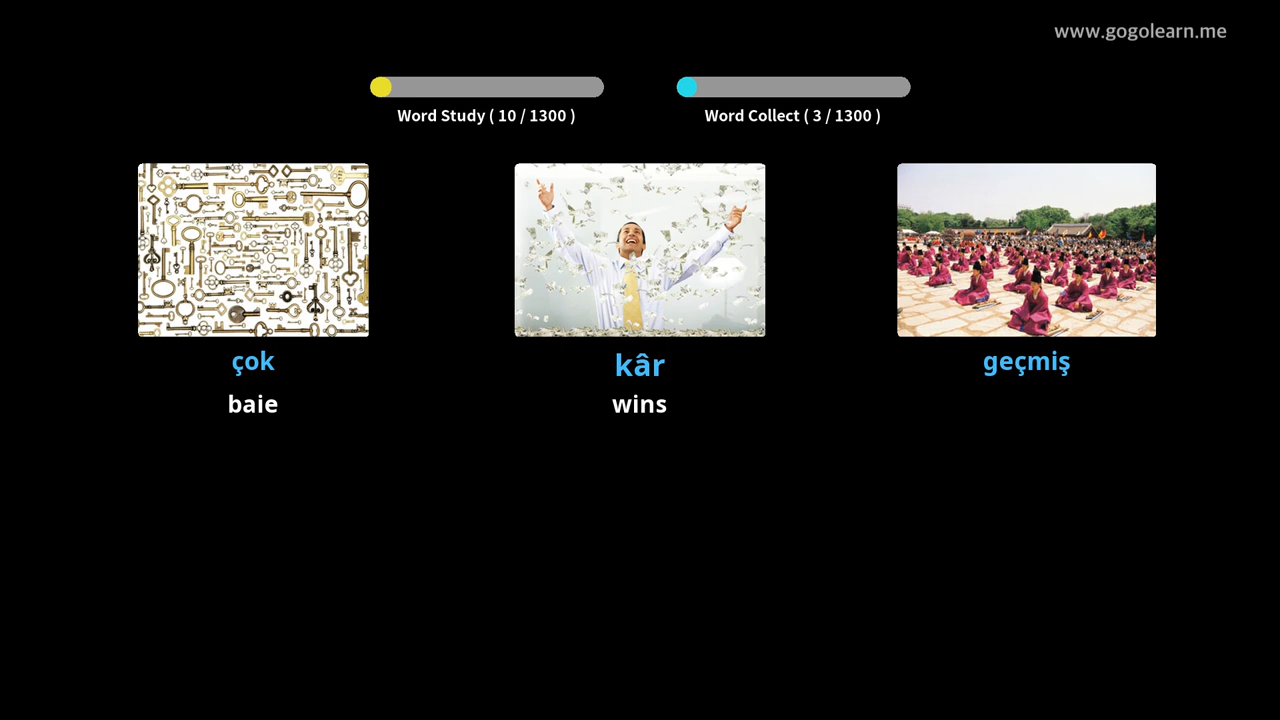 www.gogolearn.me
Word Study ( 10 / 1300 )
Word Collect ( 3 / 1300 )
çok
kâr
geçmiş
baie
wins